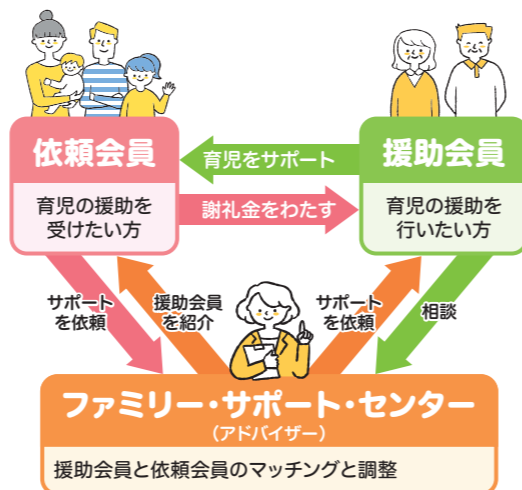 依頼会員
育児の援助を
受けたい方
育児をサポート
謝礼金をわたす
援助会員
育児の援助を
行いたい方
サポート
を依頼
援助会員
を紹介
サポート
を依頼
相談
ファミリー・サポート・センター
（アドバイザー）
援助会員と依頼会員のマッチングと調整